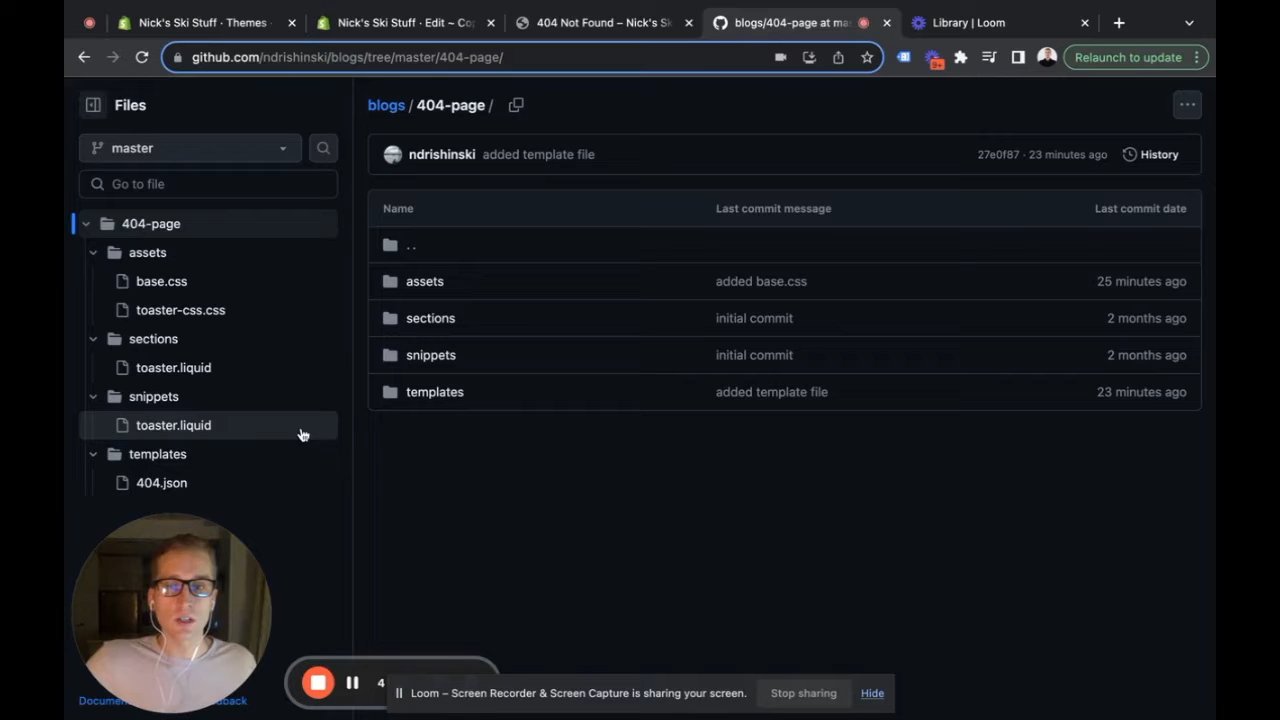 Nick's Ski Stuff · Themes
Nick's Ski Stuff · Edit ~ Co
404 Not Found – Nick's Sk
blogs/404-page at mas
Library | Loom
github.com/ndrishinski/blogs/tree/master/404-page/
9+
Relaunch to update
Files
blogs / 404-page /
master
ndrishinski added template file
27e0f87 · 23 minutes ago
History
Go to file
Name Last commit message Last commit date
404-page
. .
assets
base.css
toaster-css.css
sections
toaster.liquid
snippets
toaster.liquid
templates
404.json
assets added base.css 25 minutes ago
sections initial commit 2 months ago
snippets initial commit 2 months ago
templates added template file 23 minutes ago
4
Loom – Screen Recorder & Screen Capture is sharing your screen.
Stop sharing
Hide
Docume
dback